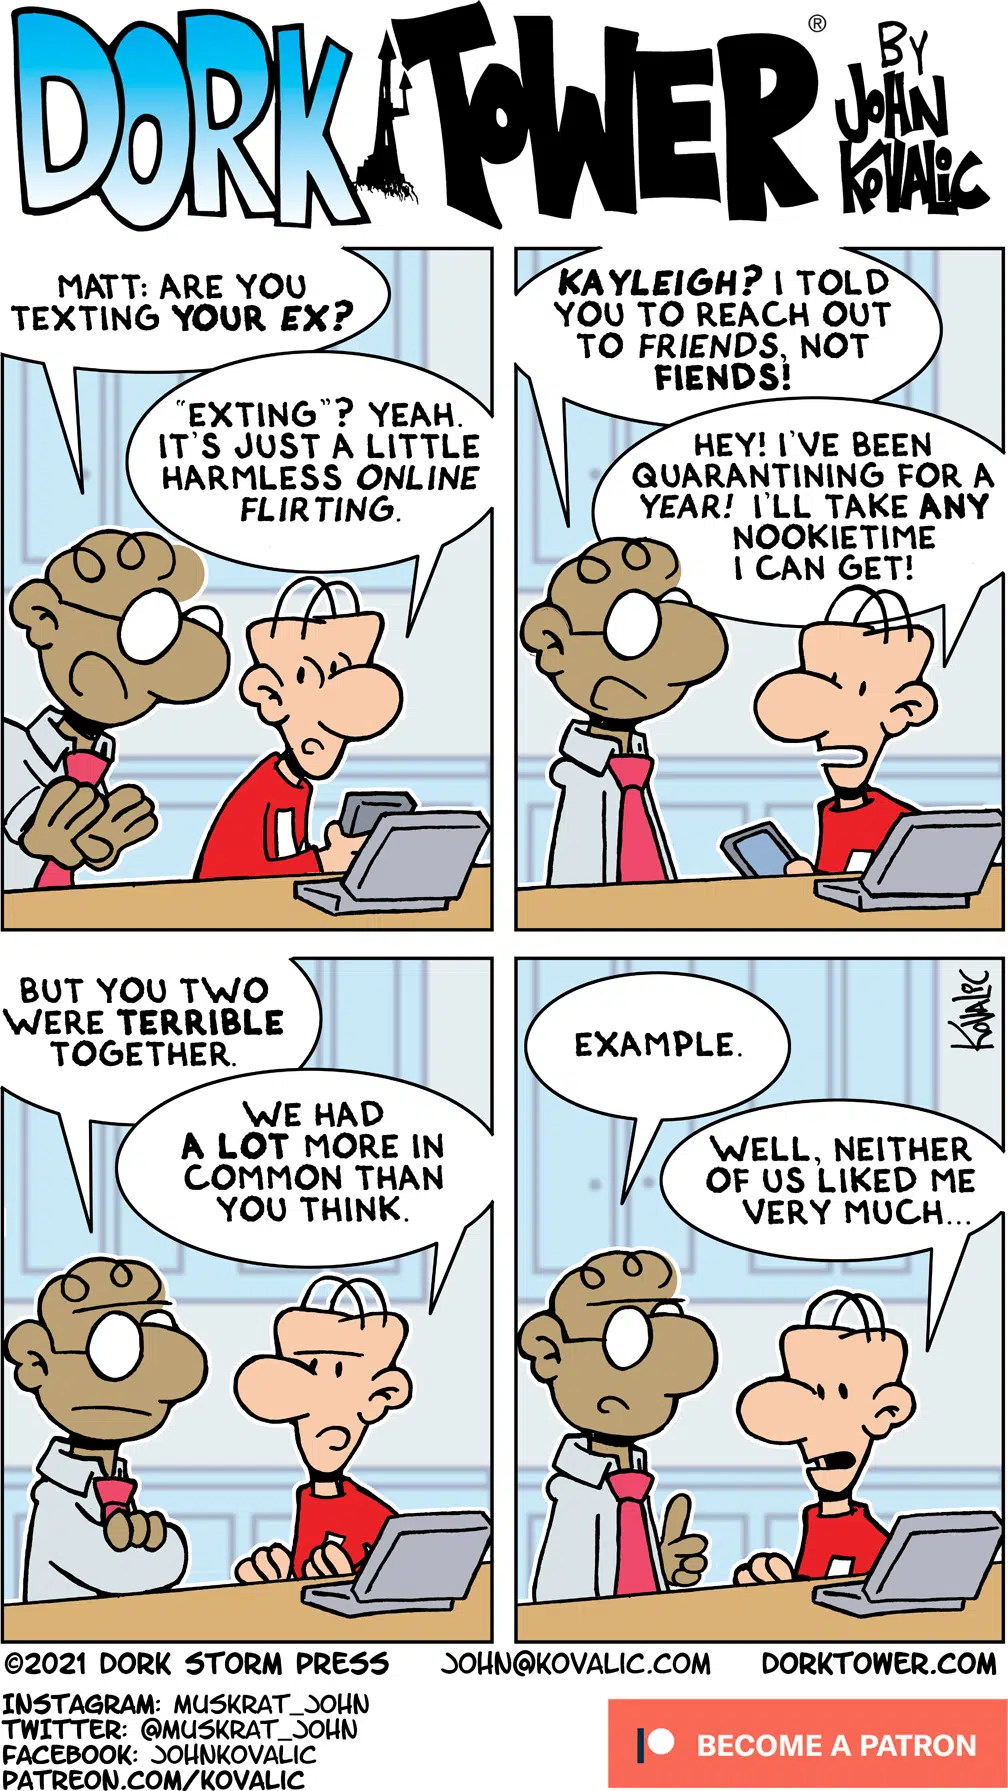 DORK TOWER®
BY
JOHN
KOVALIC
MATT: ARE YOU
TEXTING YOUR EX?
"EXTING"? YEAH.
IT'S JUST A LITTLE
HARMLESS ONLINE
FLIRTING.
KAYLEIGH? I TOLD
YOU TO REACH OUT
TO FRIENDS, NOT
FIENDS!
HEY! I'VE BEEN
QUARANTINING FOR A
YEAR! I'LL TAKE ANY
NOOKIETIME
I CAN GET!
BUT YOU TWO
WERE TERRIBLE
TOGETHER.
WE HAD
A LOT MORE IN
COMMON THAN
YOU THINK.
EXAMPLE.
WELL, NEITHER
OF US LIKED ME
VERY MUCH...
KOVALIC
©2021 DORK STORM PRESS JOHN@KOVALIC.COM DORKTOWER.COM
INSTAGRAM: MUSKRAT_JOHN
TWITTER: @MUSKRAT_JOHN
FACEBOOK: JOHNKOVALIC
PATREON.COM/KOVALIC
BECOME A PATRON